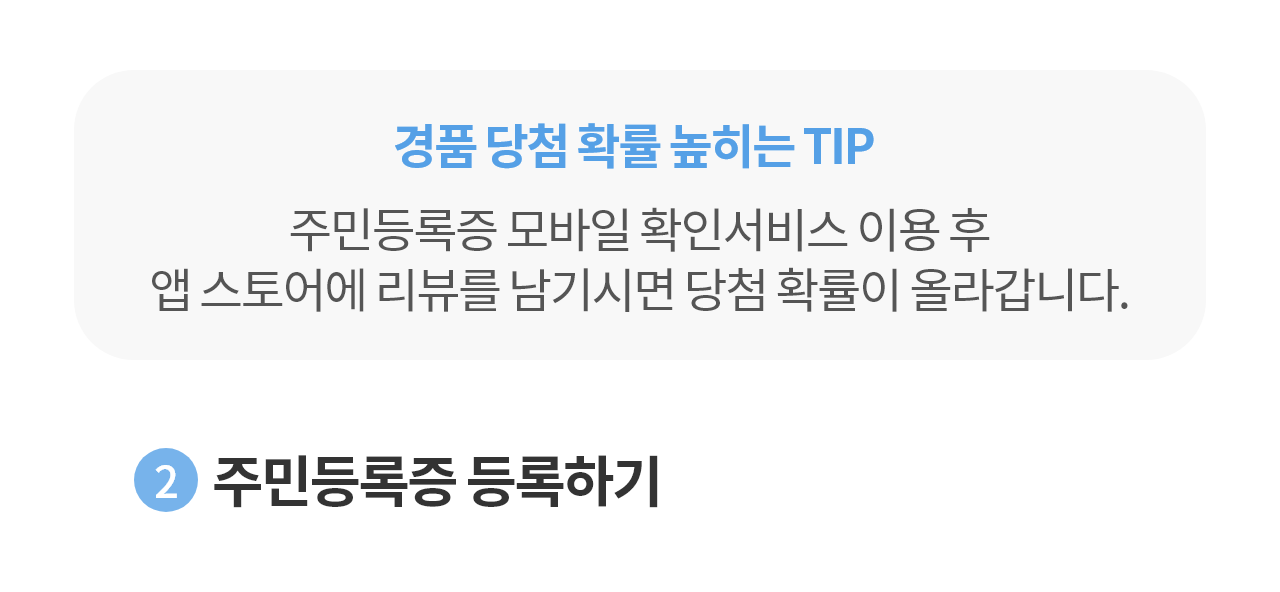 경품 당첨 확률 높히는 TIP
주민등록증 모바일 확인서비스 이용 후
앱 스토어에 리뷰를 남기시면 당첨 확률이 올라갑니다.
2 주민등록증 등록하기